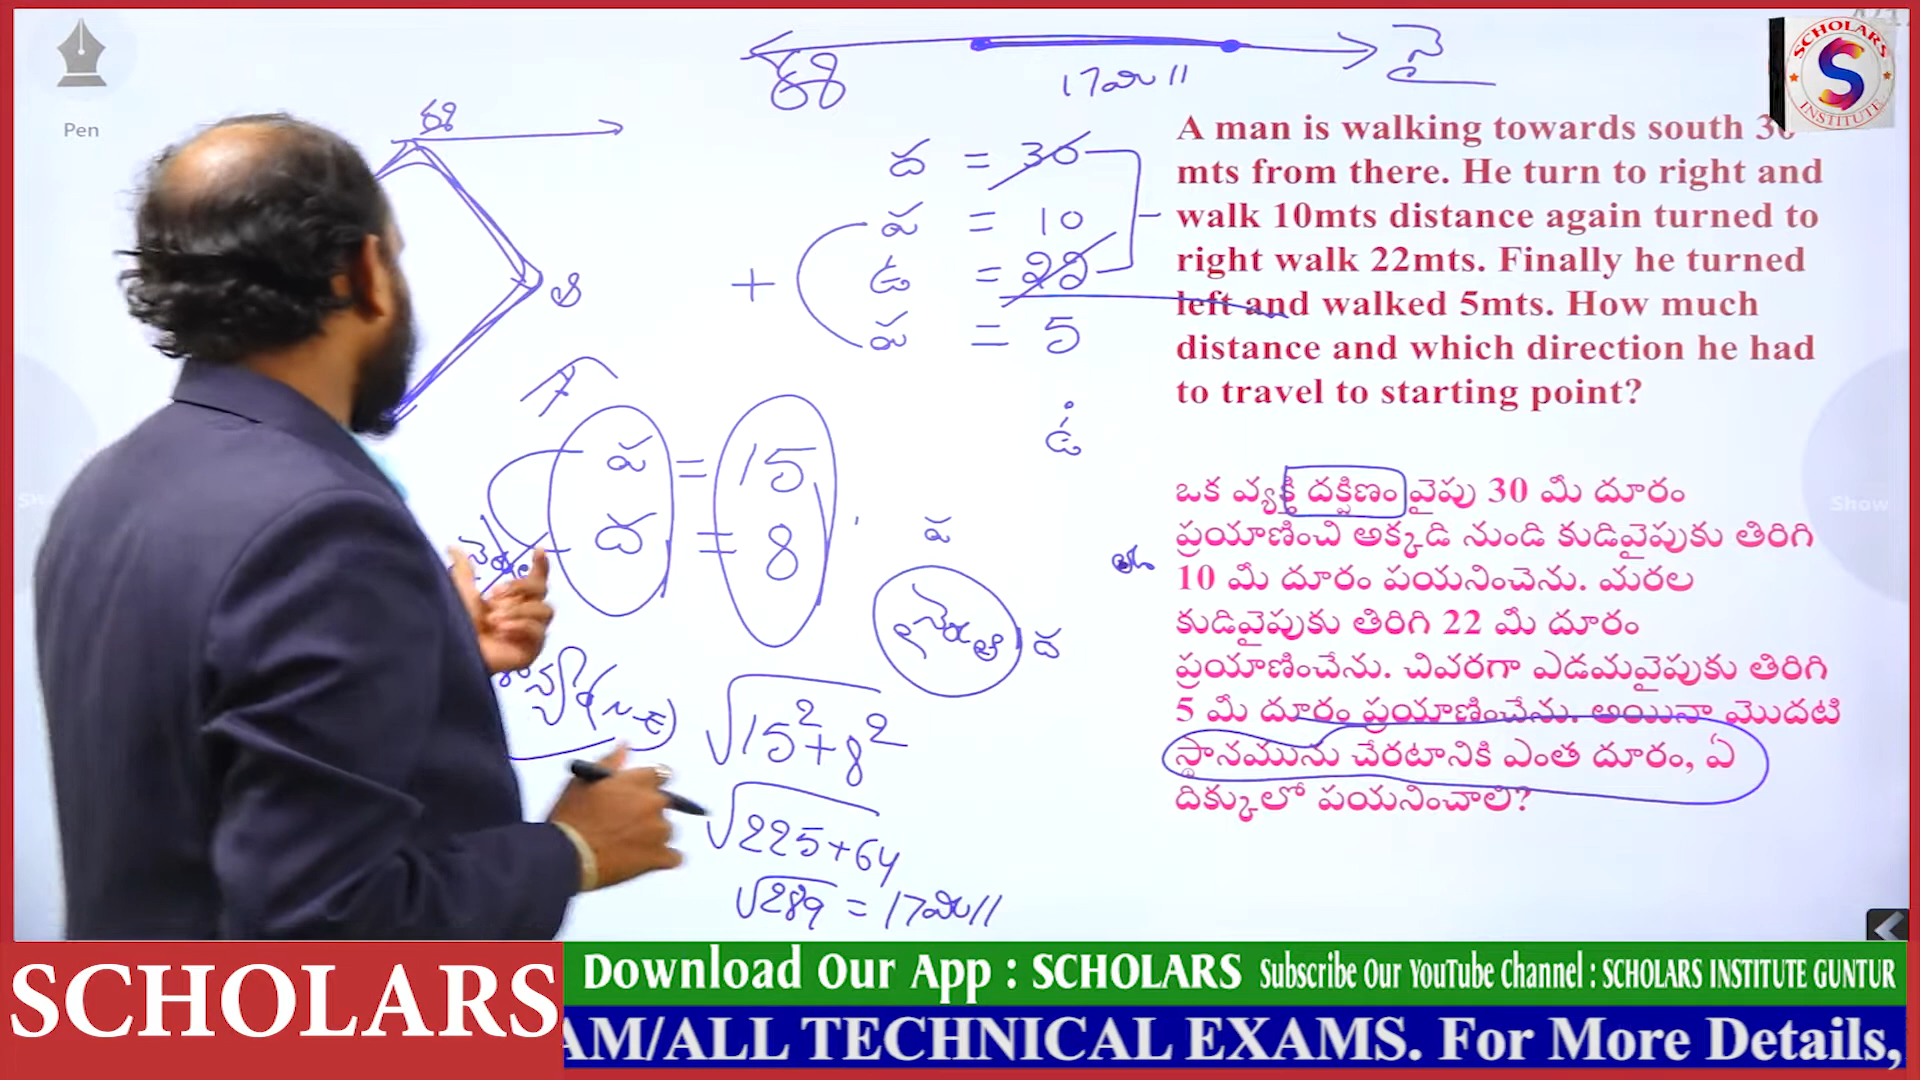 Pen
నై
17మీ॥
A man is walking towards south 30
mts from there. He turn to right and
walk 10mts distance again turned to
right walk 22mts. Finally he turned
left and walked 5mts. How much
distance and which direction he had
to travel to starting point?
ద = 30
ప = 10
+ ఉ = 22
ప = 5
ఉ
ఒక వ్యక్తి దక్షిణం వైపు 30 మీ దూరం
ప్రయాణించి అక్కడి నుండి కుడివైపుకు తిరిగి
10 మీ దూరం పయనించెను. మరల
కుడివైపుకు తిరిగి 22 మీ దూరం
ప్రయాణించేను. చివరగా ఎడమవైపుకు తిరిగి
5 మీ దూరం ప్రయాణించేను. అయినా మొదటి
స్థానమును చేరటానికి ఎంత దూరం, ఏ
దిక్కులో పయనించాలి?
ప = 15
ద = 8
ప
నైరుతి ద
(N-E)
√15²+8²
√225+64
√289 = 17మీ॥
Show
SCHOLARS
S
INSTITUTE
SCHOLARS
Download Our App : SCHOLARS Subscribe Our YouTube Channel : SCHOLARS INSTITUTE GUNTUR
AM/ALL TECHNICAL EXAMS. For More Details,